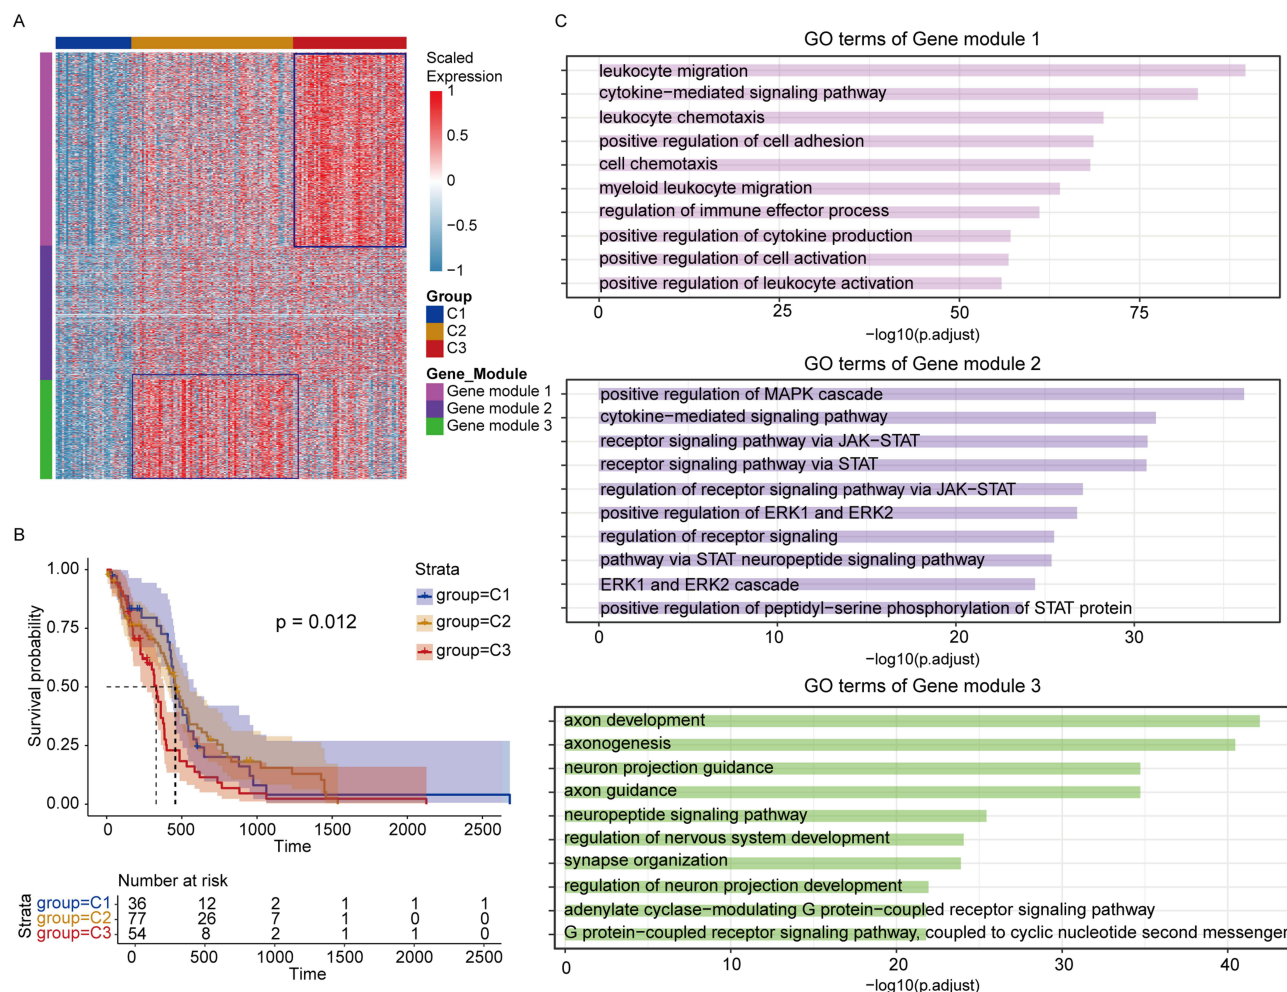 A
Scaled
Expression
1
0.5
0
−0.5
−1
Group
C1
C2
C3
Gene_Module
Gene module 1
Gene module 2
Gene module 3
B
Survival probability
1.00
0.75
0.50
0.25
0.00
p = 0.012
Strata
group=C1
group=C2
group=C3
0 500 1000 1500 2000 2500
Time
Number at risk
Strata
group=C1 36 12 2 1 1 1
group=C2 77 26 7 1 0 0
group=C3 54 8 2 1 1 0
0 500 1000 1500 2000 2500
Time
C
GO terms of Gene module 1
leukocyte migration
cytokine−mediated signaling pathway
leukocyte chemotaxis
positive regulation of cell adhesion
cell chemotaxis
myeloid leukocyte migration
regulation of immune effector process
positive regulation of cytokine production
positive regulation of cell activation
positive regulation of leukocyte activation
0 25 50 75
−log10(p.adjust)
GO terms of Gene module 2
positive regulation of MAPK cascade
cytokine−mediated signaling pathway
receptor signaling pathway via JAK−STAT
receptor signaling pathway via STAT
regulation of receptor signaling pathway via JAK−STAT
positive regulation of ERK1 and ERK2
regulation of receptor signaling
pathway via STAT neuropeptide signaling pathway
ERK1 and ERK2 cascade
positive regulation of peptidyl−serine phosphorylation of STAT protein
0 10 20 30
−log10(p.adjust)
GO terms of Gene module 3
axon development
axonogenesis
neuron projection guidance
axon guidance
neuropeptide signaling pathway
regulation of nervous system development
synapse organization
regulation of neuron projection development
adenylate cyclase−modulating G protein−coupled receptor signaling pathway
G protein−coupled receptor signaling pathway, coupled to cyclic nucleotide second messenger
0 10 20 30 40
−log10(p.adjust)